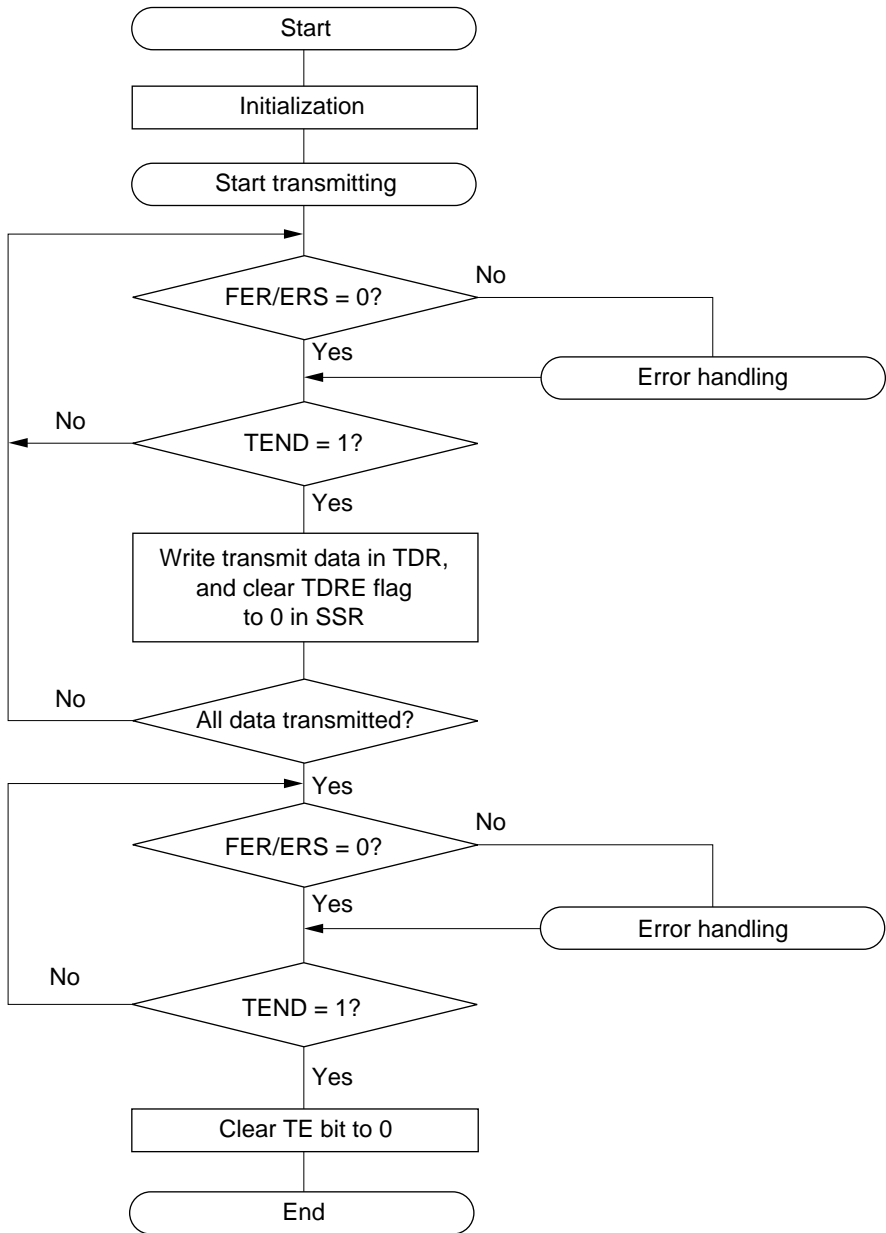 Start
Initialization
Start transmitting
FER/ERS = 0?
No
Yes
Error handling
No
TEND = 1?
Yes
Write transmit data in TDR,
and clear TDRE flag
to 0 in SSR
No
All data transmitted?
Yes
FER/ERS = 0?
No
Yes
Error handling
No
TEND = 1?
Yes
Clear TE bit to 0
End